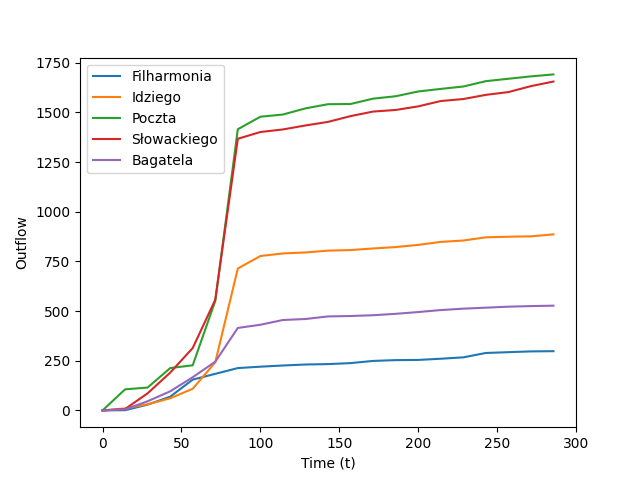 Filharmonia
Idziego
Poczta
Słowackiego
Bagatela
1750
1500
1250
1000
750
500
250
0
Outflow
0 50 100 150 200 250 300
Time (t)